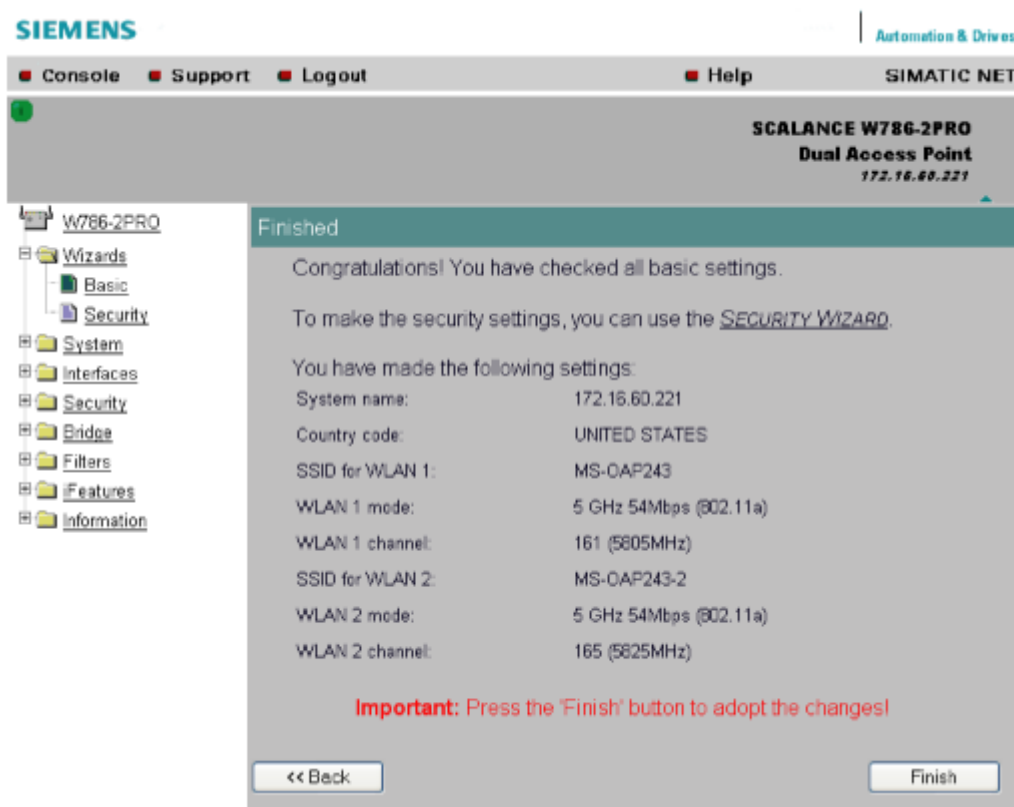 SIEMENS
Automation & Drives
Console Support Logout Help SIMATIC NET
SCALANCE W786-2PRO
Dual Access Point
172.16.60.221
W786-2PRO
Wizards
Basic
Security
System
Interfaces
Security
Bridge
Filters
iFeatures
Information
Finished
Congratulations! You have checked all basic settings.
To make the security settings, you can use the SECURITY WIZARD.
You have made the following settings:
System name: 172.16.60.221
Country code: UNITED STATES
SSID for WLAN 1: MS-OAP243
WLAN 1 mode: 5 GHz 54Mbps (802.11a)
WLAN 1 channel: 161 (5805MHz)
SSID for WLAN 2: MS-OAP243-2
WLAN 2 mode: 5 GHz 54Mbps (802.11a)
WLAN 2 channel: 165 (5825MHz)
Important: Press the 'Finish' button to adopt the changes!
<< Back Finish